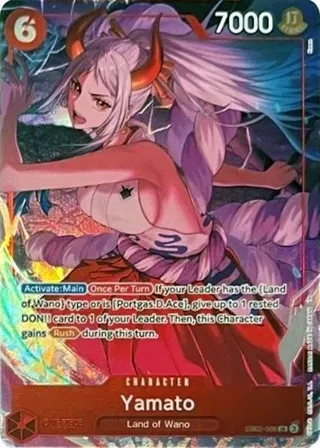 6
7000
Activate:Main Once Per Turn If your Leader has the {Land
of Wano} type or is [Portgas.D.Ace], give up to 1 rested
DON!! card to 1 of your Leader. Then, this Character
gains Rush during this turn.
CHARACTER
Yamato
Land of Wano